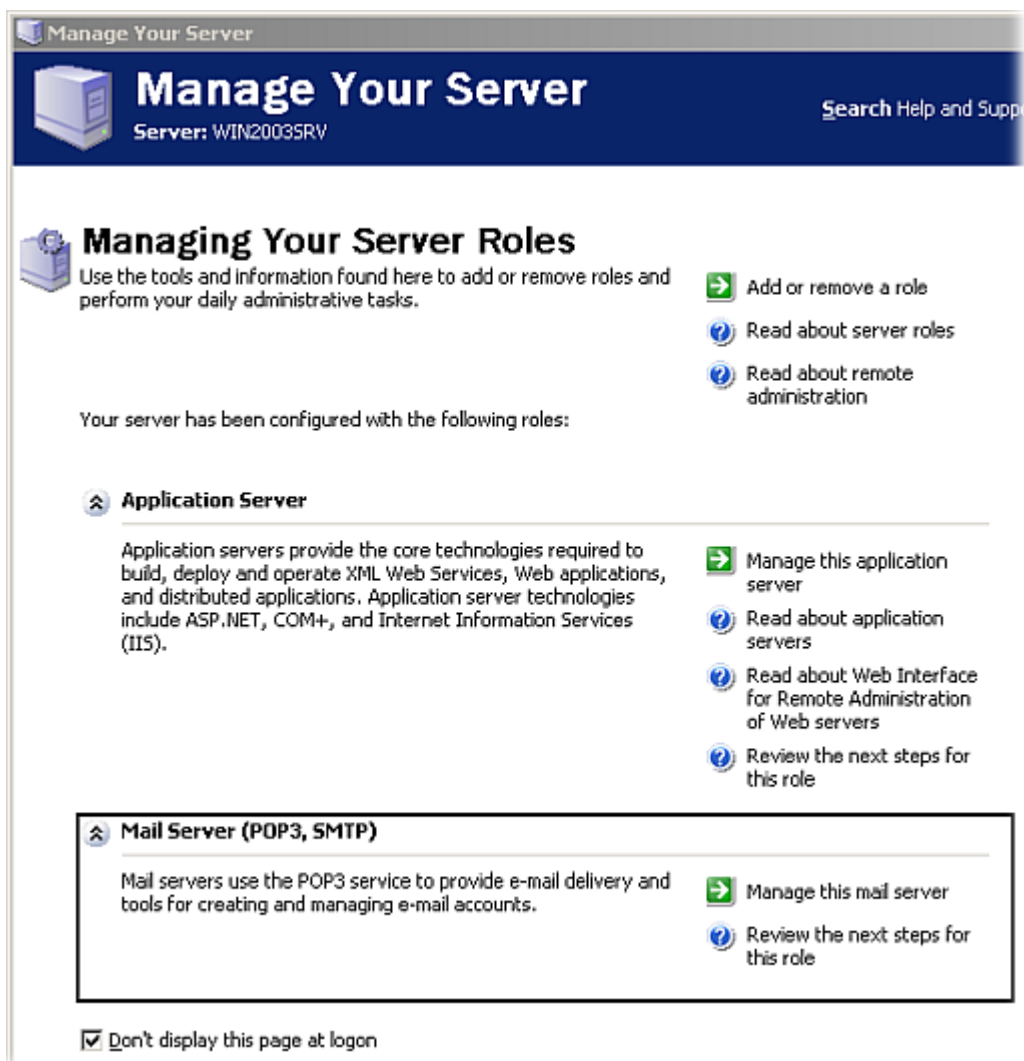 Manage Your Server
Manage Your Server
Server: WIN2003SRV
Search Help and Supp
Managing Your Server Roles
Use the tools and information found here to add or remove roles and
perform your daily administrative tasks.
Add or remove a role
Read about server roles
Read about remote
administration
Your server has been configured with the following roles:
Application Server
Application servers provide the core technologies required to
build, deploy and operate XML Web Services, Web applications,
and distributed applications. Application server technologies
include ASP.NET, COM+, and Internet Information Services
(IIS).
Manage this application
server
Read about application
servers
Read about Web Interface
for Remote Administration
of Web servers
Review the next steps for
this role
Mail Server (POP3, SMTP)
Mail servers use the POP3 service to provide e-mail delivery and
tools for creating and managing e-mail accounts.
Manage this mail server
Review the next steps for
this role
Don't display this page at logon